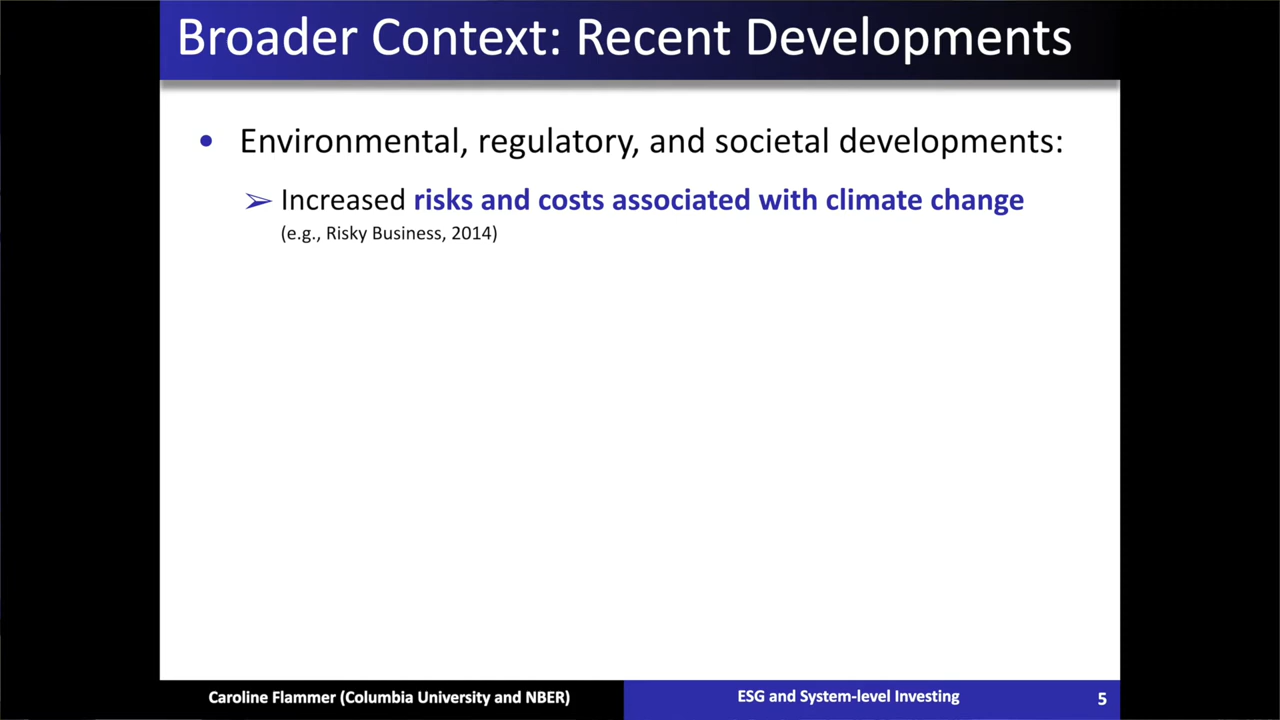 Broader Context: Recent Developments
• Environmental, regulatory, and societal developments:
➢ Increased risks and costs associated with climate change
(e.g., Risky Business, 2014)
Caroline Flammer (Columbia University and NBER)
ESG and System-level Investing
5